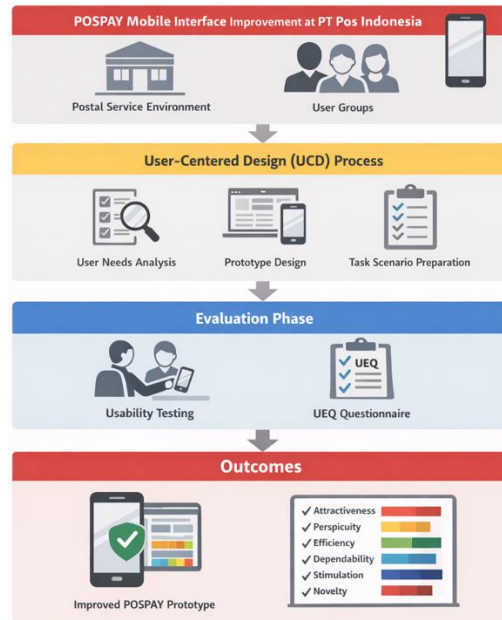 POSPAY Mobile Interface Improvement at PT Pos Indonesia
Postal Service Environment
User Groups
User-Centered Design (UCD) Process
User Needs Analysis
Prototype Design
Task Scenario Preparation
Evaluation Phase
UEQ
Usability Testing
UEQ Questionnaire
Outcomes
Attractiveness
Perspicuity
Efficiency
Dependability
Stimulation
Novelty
Improved POSPAY Prototype